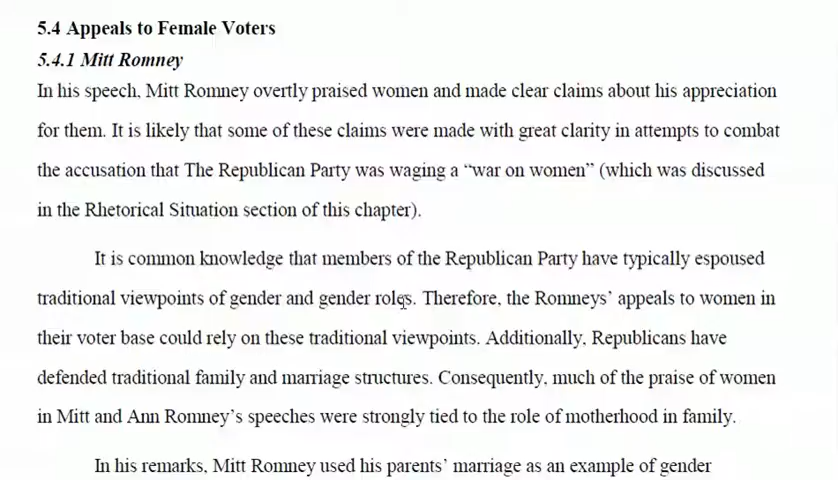 5.4 Appeals to Female Voters
5.4.1 Mitt Romney
In his speech, Mitt Romney overtly praised women and made clear claims about his appreciation
for them. It is likely that some of these claims were made with great clarity in attempts to combat
the accusation that The Republican Party was waging a “war on women” (which was discussed
in the Rhetorical Situation section of this chapter).
It is common knowledge that members of the Republican Party have typically espoused
traditional viewpoints of gender and gender roles. Therefore, the Romneys’ appeals to women in
their voter base could rely on these traditional viewpoints. Additionally, Republicans have
defended traditional family and marriage structures. Consequently, much of the praise of women
in Mitt and Ann Romney’s speeches were strongly tied to the role of motherhood in family.
In his remarks, Mitt Romney used his parents’ marriage as an example of gender